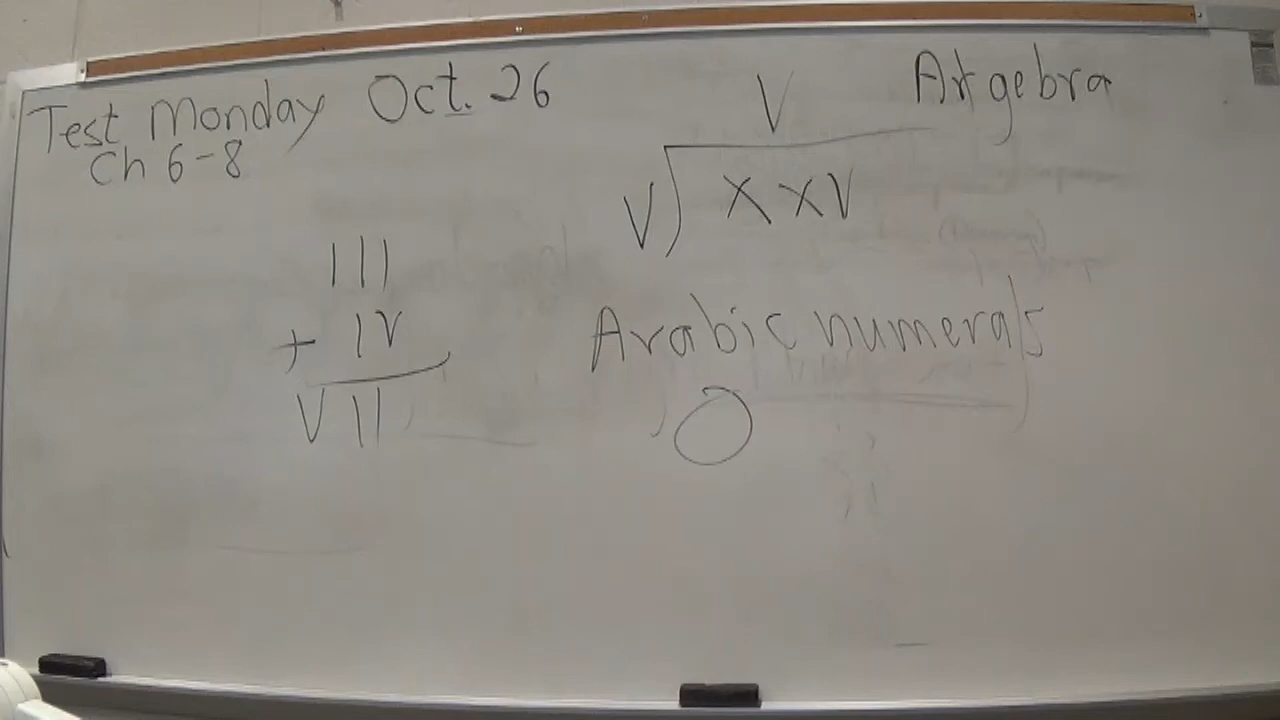 Test Monday Oct. 26
Ch 6-8
V
V) XXV
Algebra
III
+ IV
VII
Arabic numerals
0